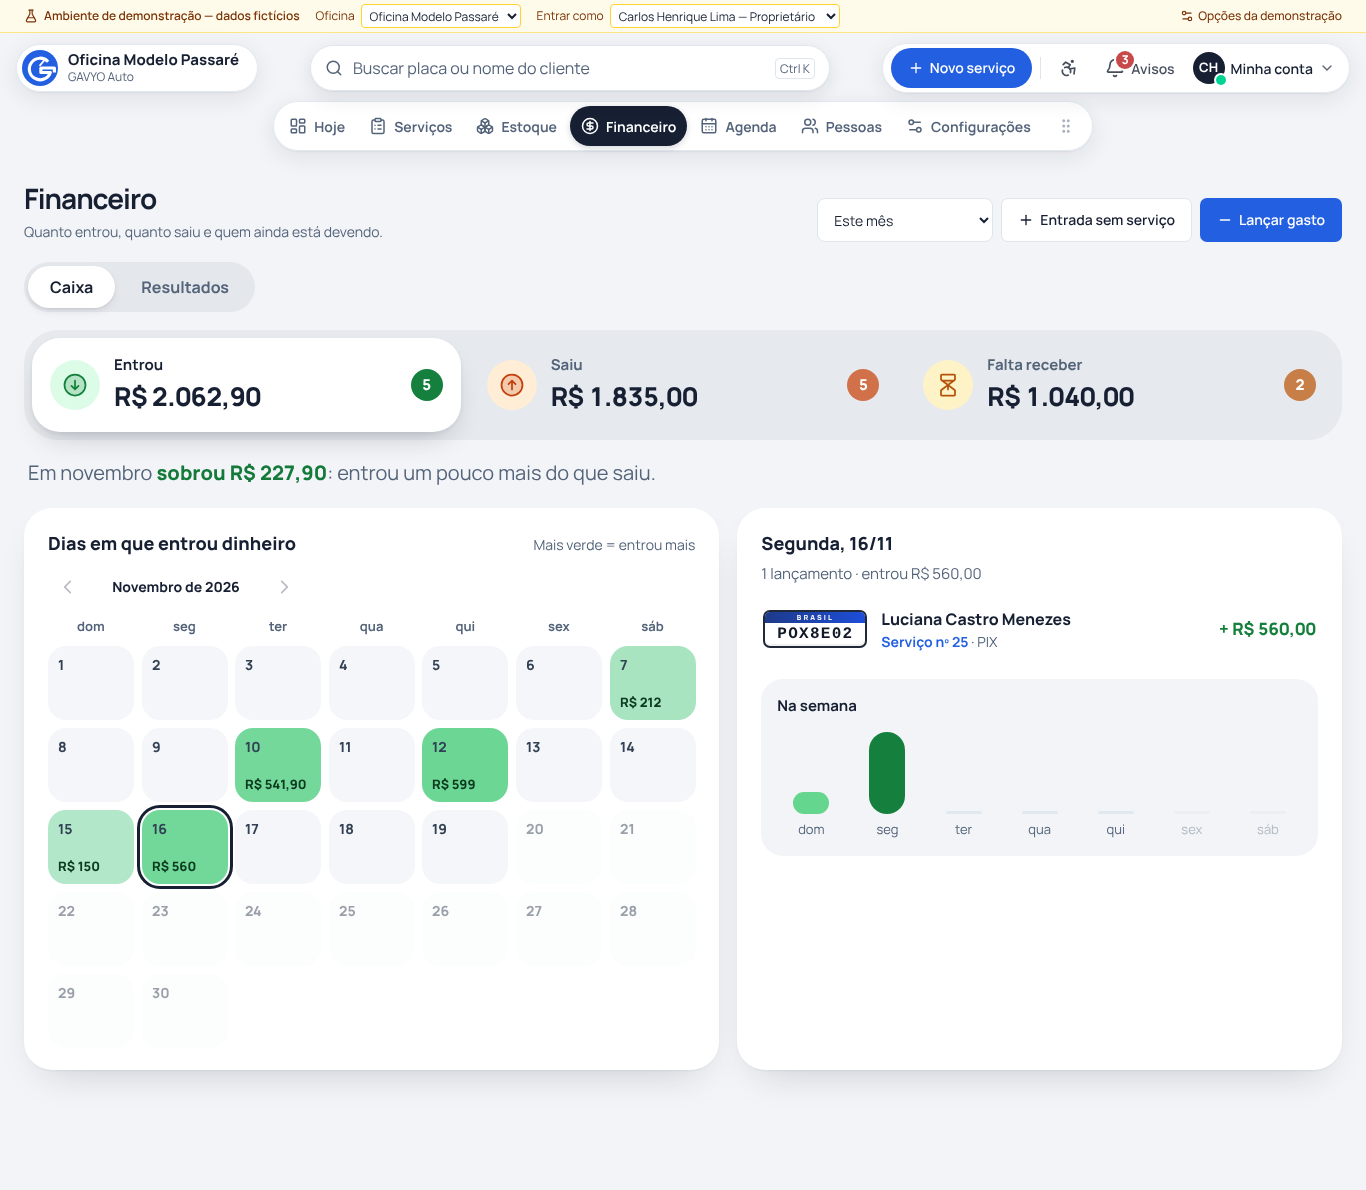 Ambiente de demonstração — dados fictícios Oficina Oficina Modelo Passaré Entrar como Carlos Henrique Lima — Proprietário Opções da demonstração
Oficina Modelo Passaré
GAVYO Auto
Buscar placa ou nome do cliente Ctrl K
+ Novo serviço
3 Avisos
CH Minha conta
Hoje Serviços Estoque Financeiro Agenda Pessoas Configurações
Financeiro
Quanto entrou, quanto saiu e quem ainda está devendo.
Este mês + Entrada sem serviço − Lançar gasto
Caixa Resultados
Entrou
R$ 2.062,90
5
Saiu
R$ 1.835,00
5
Falta receber
R$ 1.040,00
2
Em novembro sobrou R$ 227,90: entrou um pouco mais do que saiu.
Dias em que entrou dinheiro Mais verde = entrou mais
Novembro de 2026
dom seg ter qua qui sex sáb
1 2 3 4 5 6 7
R$ 212
8 9 10 11 12 13 14
R$ 541,90 R$ 599
15 16 17 18 19 20 21
R$ 150 R$ 560
22 23 24 25 26 27 28
29 30
Segunda, 16/11
1 lançamento · entrou R$ 560,00
BRASIL
POX8E02
Luciana Castro Menezes
Serviço nº 25 · PIX
+ R$ 560,00
Na semana
dom seg ter qua qui sex sáb